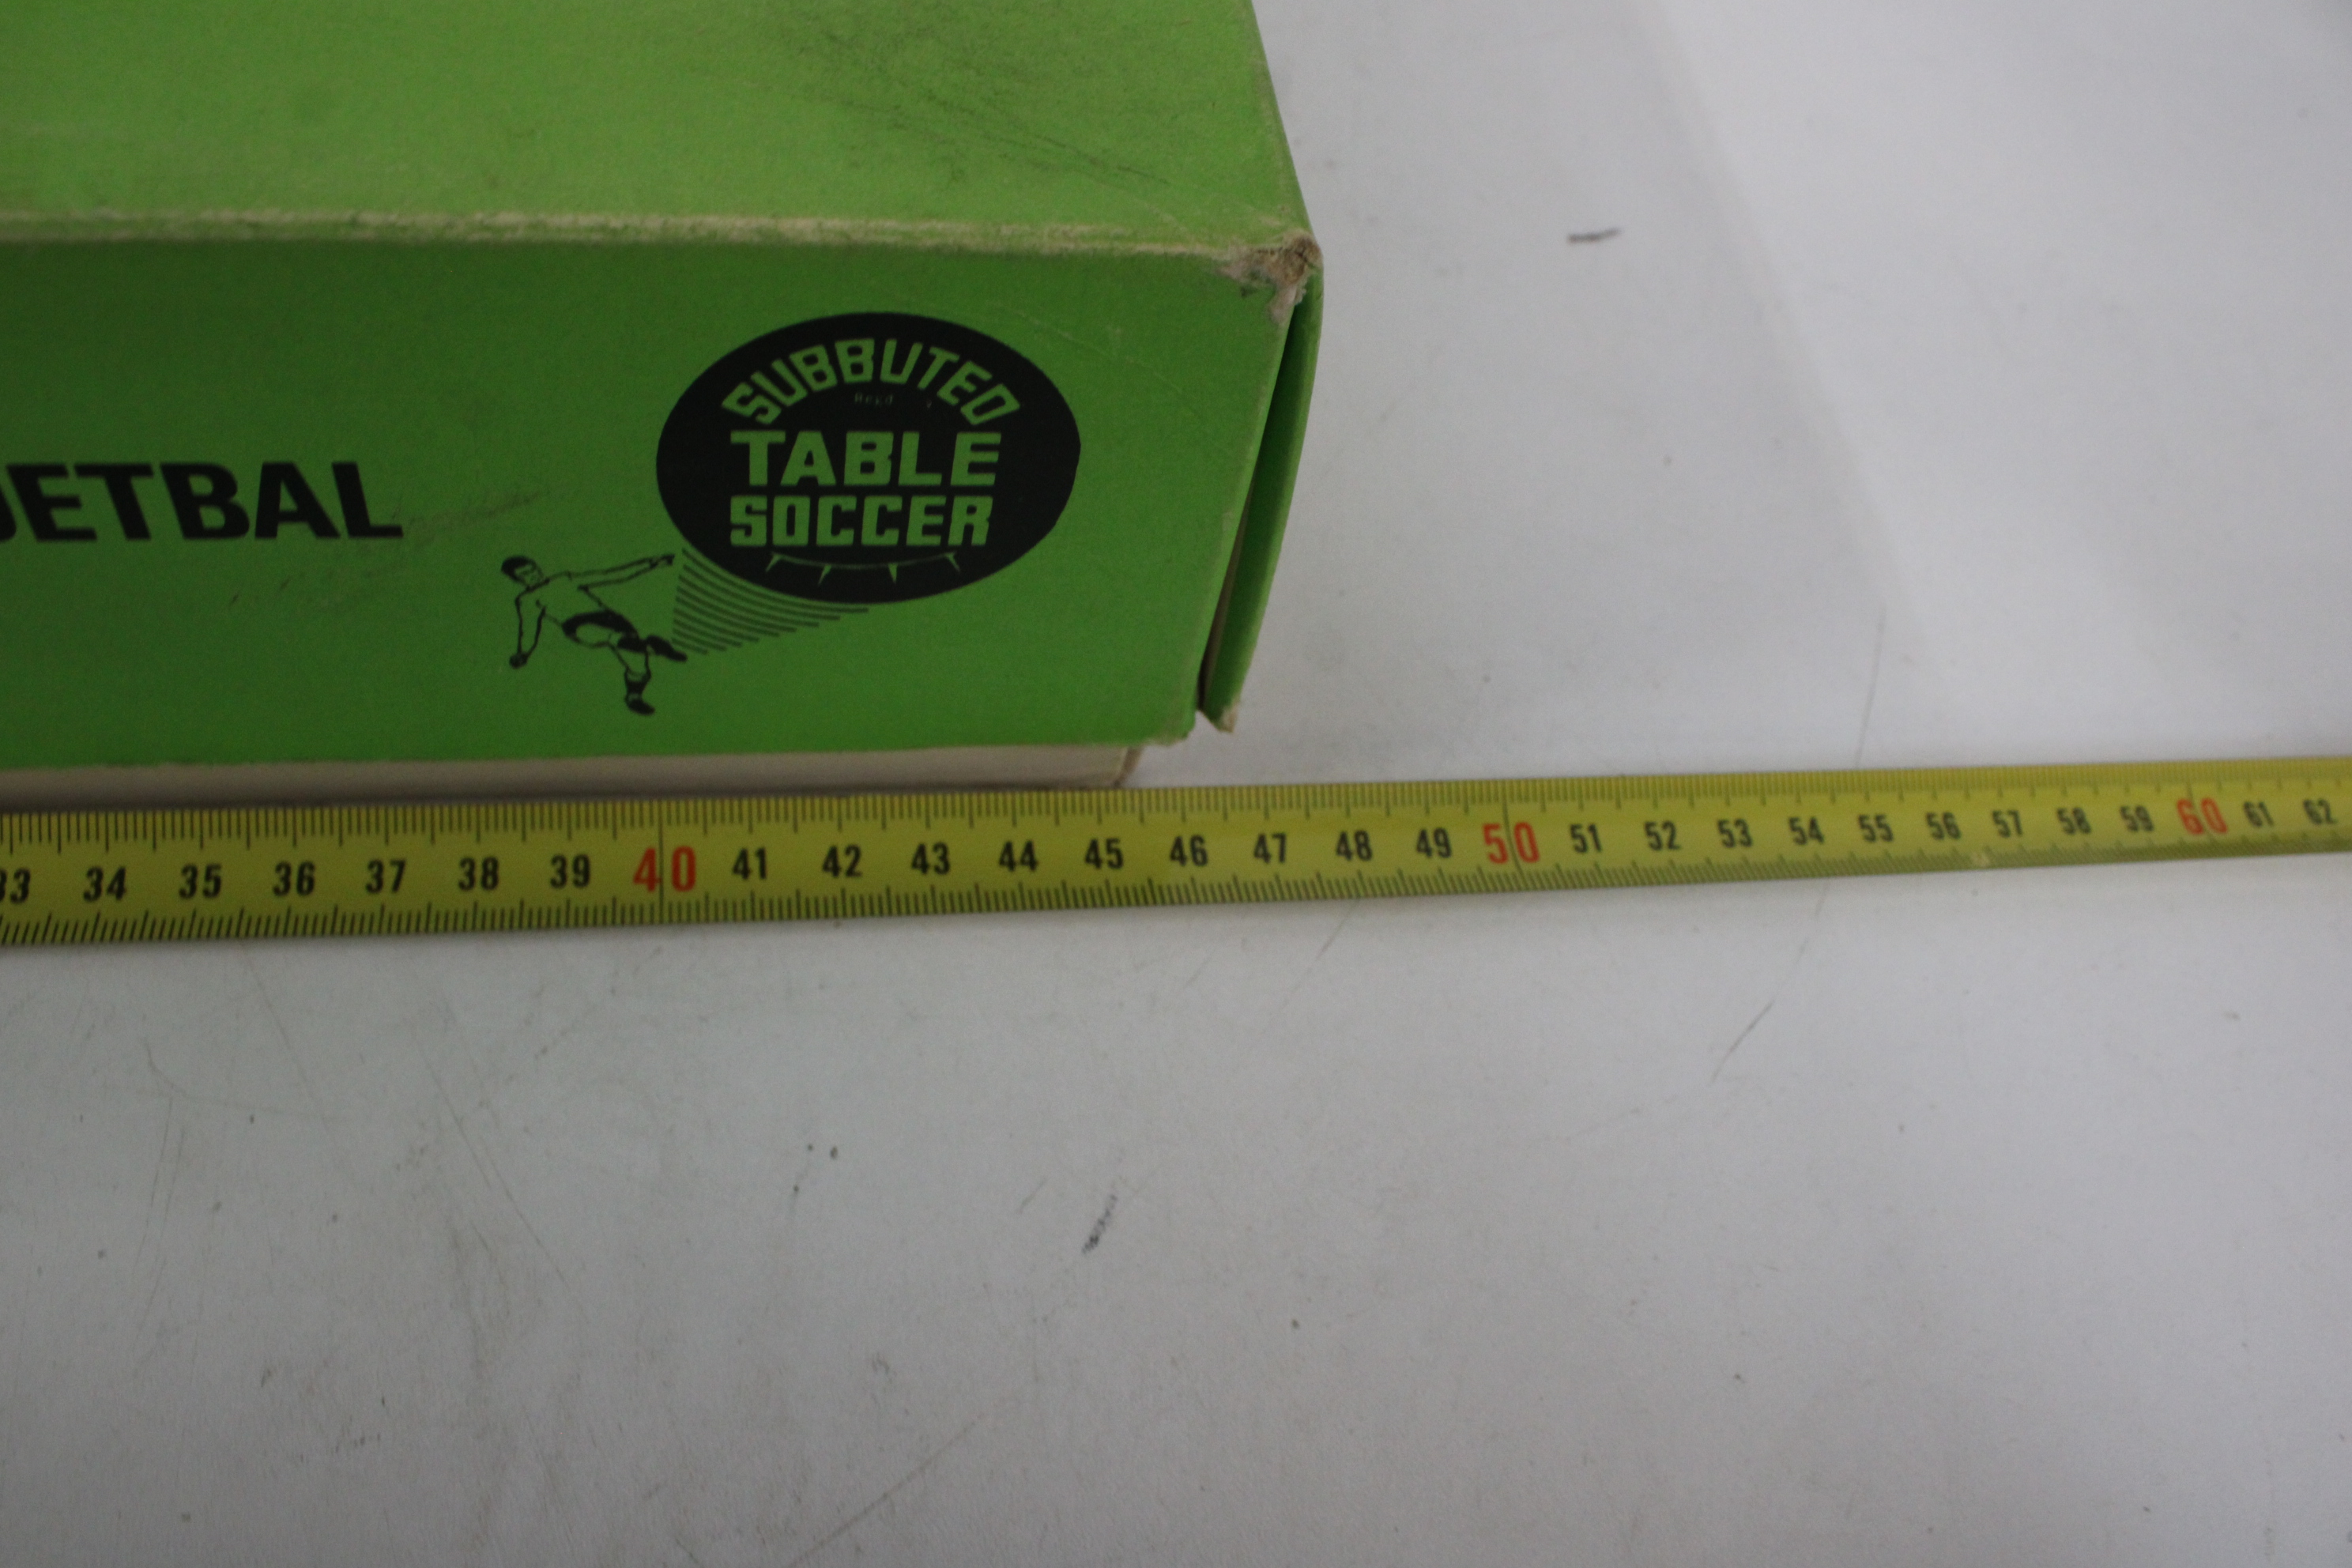 SUBBUTEO
Regd
TABLE
SOCCER
ETBAL
34 35 36 37 38 39 40 41 42 43 44 45 46 47 48 49 50 51 52 53 54 55 56 57 58 59 60 61 62